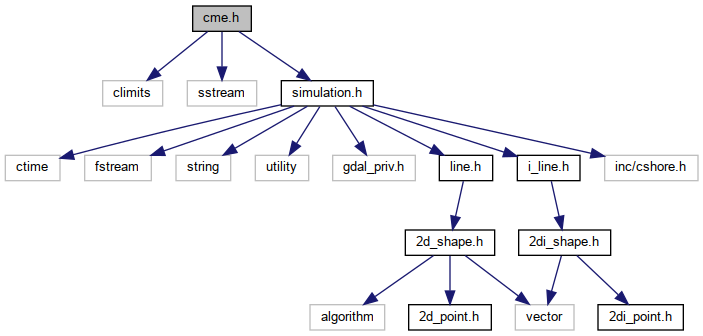 cme.h
climits
sstream
simulation.h
ctime
fstream
string
utility
gdal_priv.h
line.h
i_line.h
inc/cshore.h
2d_shape.h
2di_shape.h
algorithm
2d_point.h
vector
2di_point.h